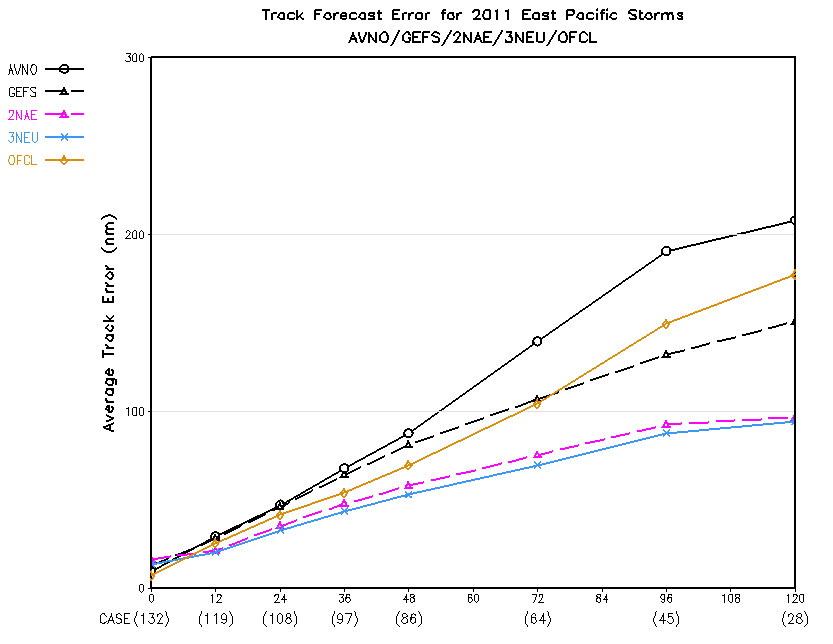 Track Forecast Error for 2011 East Pacific Storms
AVNO/GEFS/2NAE/3NEU/OFCL
AVNO
GEFS
2NAE
3NEU
OFCL
Average Track Error (nm)
300
200
100
0
0 12 24 36 48 60 72 84 96 108 120
CASE (132) (119) (108) (97) (86) (64) (45) (28)